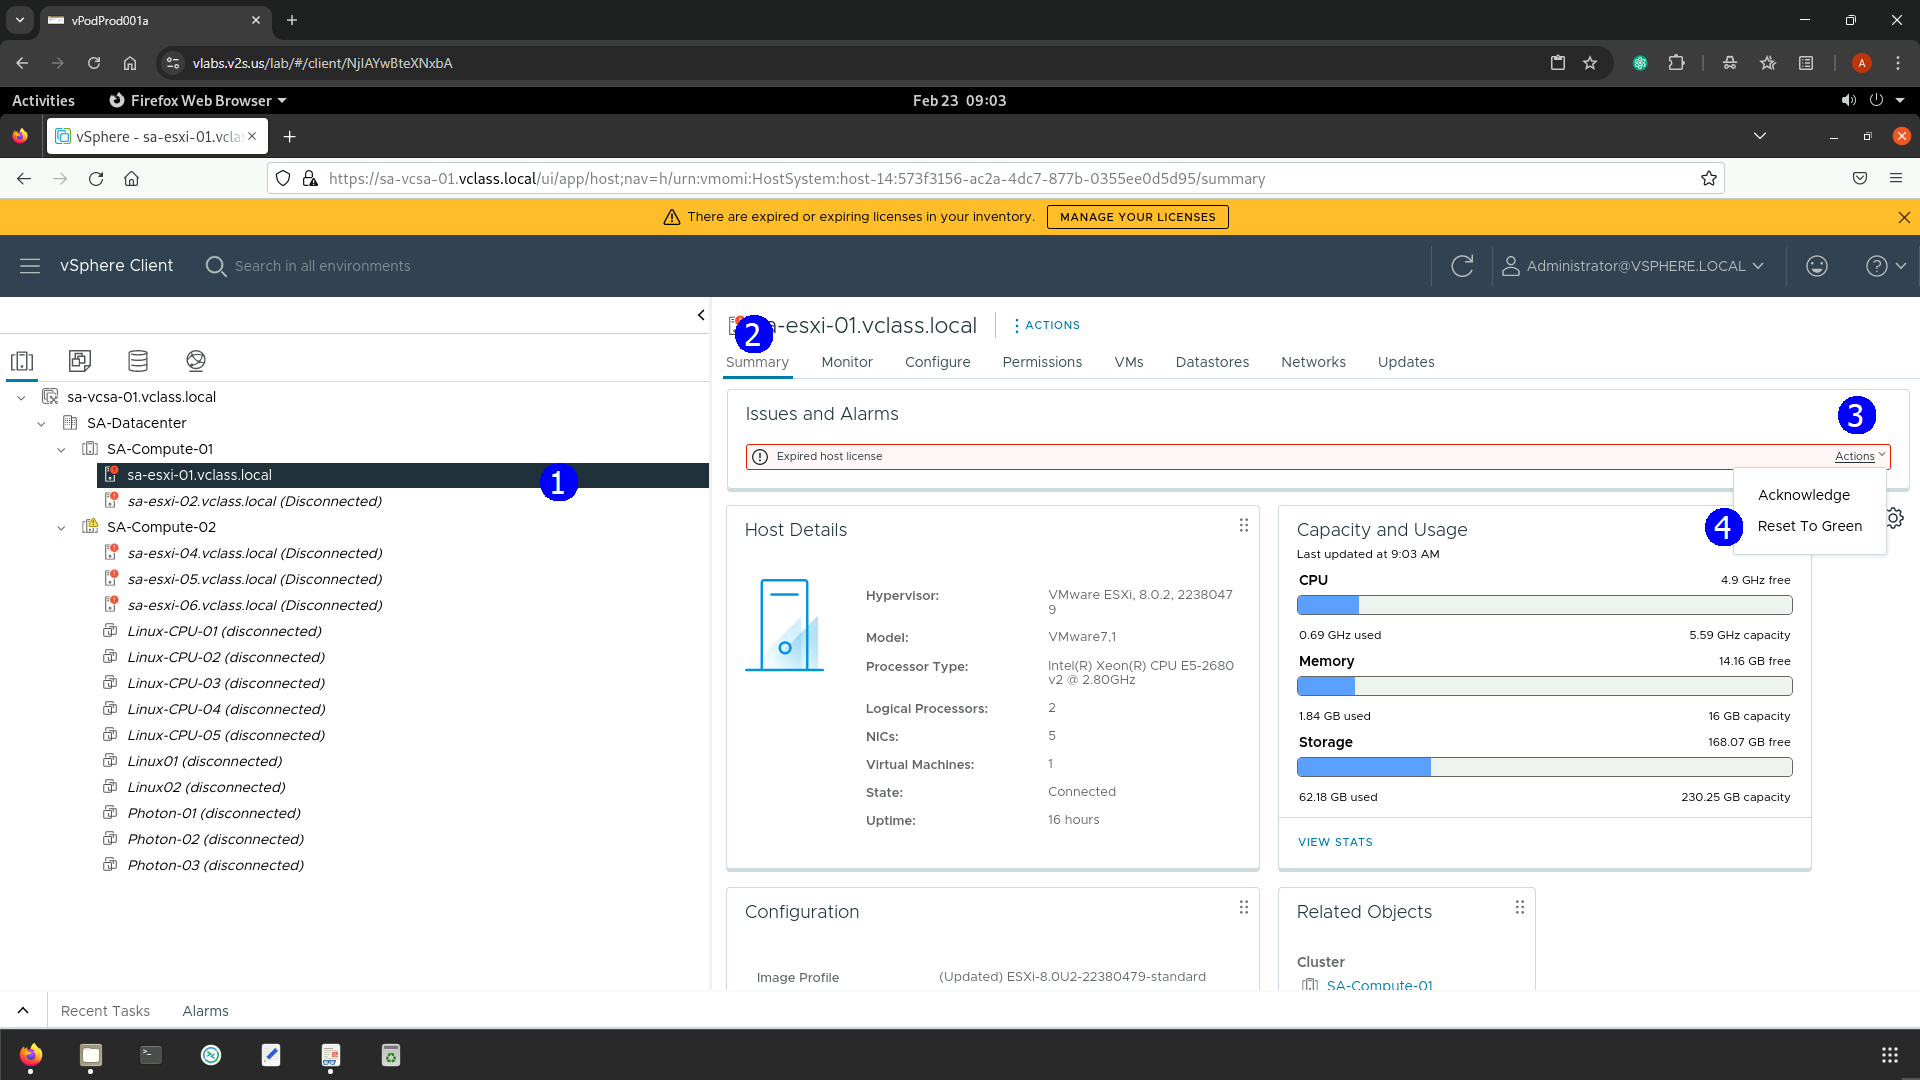 vPodProd001a
vlabs.v2s.us/lab/#/client/NjIAYwBteXNxbA
A
Activities
Firefox Web Browser
Feb 23 09:03
vSphere - sa-esxi-01.vclas
https://sa-vcsa-01.vclass.local/ui/app/host;nav=h/urn:vmomi:HostSystem:host-14:573f3156-ac2a-4dc7-877b-0355ee0d5d95/summary
There are expired or expiring licenses in your inventory.
MANAGE YOUR LICENSES
vSphere Client
Search in all environments
Administrator@VSPHERE.LOCAL
sa-vcsa-01.vclass.local
SA-Datacenter
SA-Compute-01
sa-esxi-01.vclass.local
1
sa-esxi-02.vclass.local (Disconnected)
SA-Compute-02
sa-esxi-04.vclass.local (Disconnected)
sa-esxi-05.vclass.local (Disconnected)
sa-esxi-06.vclass.local (Disconnected)
Linux-CPU-01 (disconnected)
Linux-CPU-02 (disconnected)
Linux-CPU-03 (disconnected)
Linux-CPU-04 (disconnected)
Linux-CPU-05 (disconnected)
Linux01 (disconnected)
Linux02 (disconnected)
Photon-01 (disconnected)
Photon-02 (disconnected)
Photon-03 (disconnected)
2
sa-esxi-01.vclass.local
ACTIONS
Summary
Monitor
Configure
Permissions
VMs
Datastores
Networks
Updates
Issues and Alarms
3
Expired host license
Actions
Acknowledge
4
Reset To Green
Host Details
Hypervisor:
VMware ESXi, 8.0.2, 2238047
9
Model:
VMware7,1
Processor Type:
Intel(R) Xeon(R) CPU E5-2680
v2 @ 2.80GHz
Logical Processors:
2
NICs:
5
Virtual Machines:
1
State:
Connected
Uptime:
16 hours
Capacity and Usage
Last updated at 9:03 AM
CPU
4.9 GHz free
0.69 GHz used
5.59 GHz capacity
Memory
14.16 GB free
1.84 GB used
16 GB capacity
Storage
168.07 GB free
62.18 GB used
230.25 GB capacity
VIEW STATS
Configuration
Image Profile
(Updated) ESXi-8.0U2-22380479-standard
Related Objects
Cluster
SA-Compute-01
Recent Tasks
Alarms